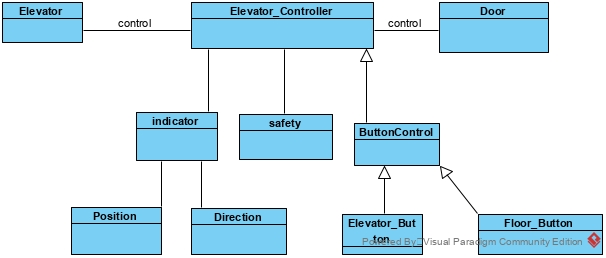 Elevator
control
Elevator_Controller
control
Door
indicator
safety
ButtonControl
Position
Direction
Elevator_But
ton
Floor_Button
Powered By Visual Paradigm Community Edition